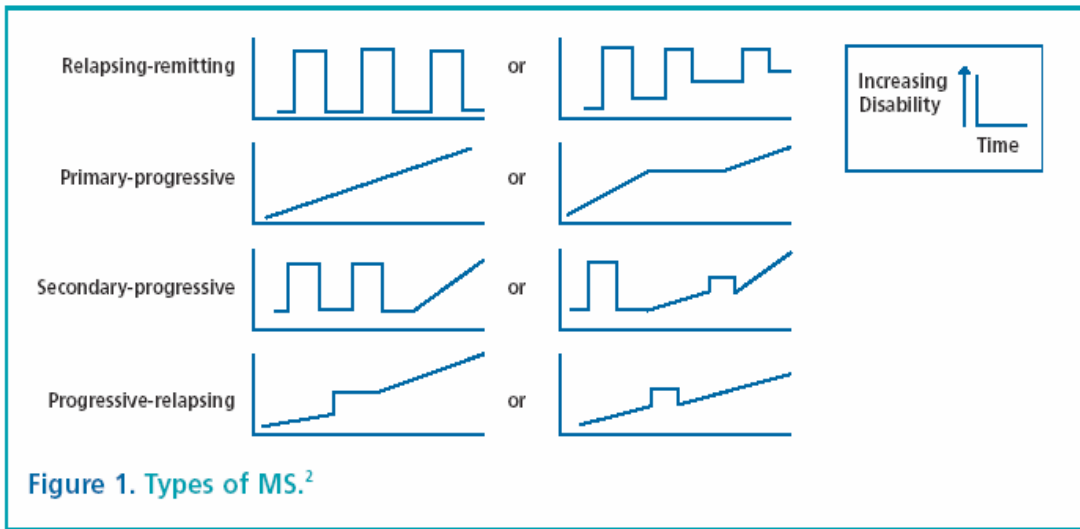 Relapsing-remitting
or
Increasing
Disability
Time
Primary-progressive
or
Secondary-progressive
or
Progressive-relapsing
or
Figure 1. Types of MS.²